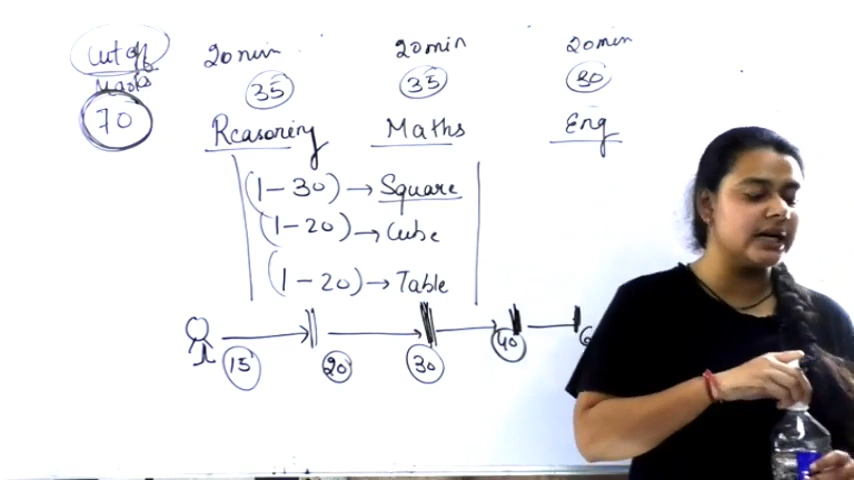 Cut off 20 min 20 min 20 min
Marks 35 35 30
70 Reasoning Maths Eng
(1-30) → Square
(1-20) → Cube
(1-20) → Table
15 20 30 40 6